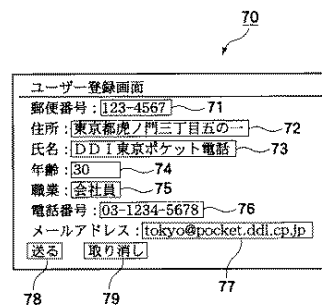 70
ユーザー登録画面
郵便番号：123-4567 71
住所：東京都虎ノ門三丁目五の一 72
氏名：ＤＤＩ東京ポケット電話 73
年齢：30 74
職業：会社員 75
電話番号：03-1234-5678 76
メールアドレス：tokyo@pocket.ddl.cp.jp
送る 取り消し
78 79 77